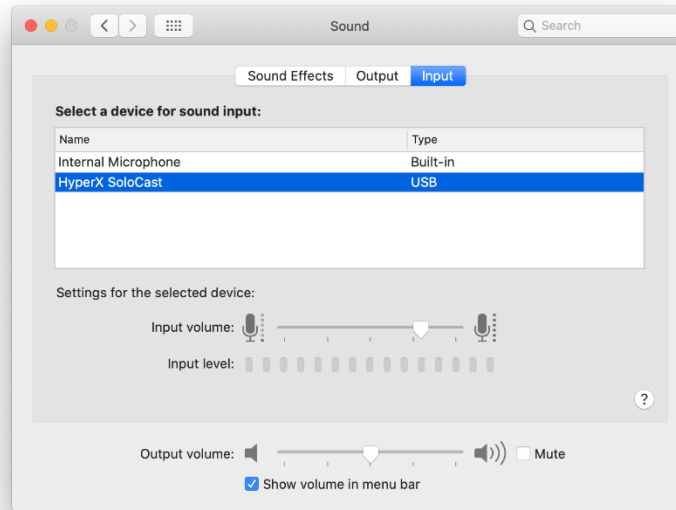 Sound
Search
Sound Effects Output Input
Select a device for sound input:
Name Type
Internal Microphone Built-in
HyperX SoloCast USB
Settings for the selected device:
Input volume:
Input level:
?
Output volume: Mute
Show volume in menu bar